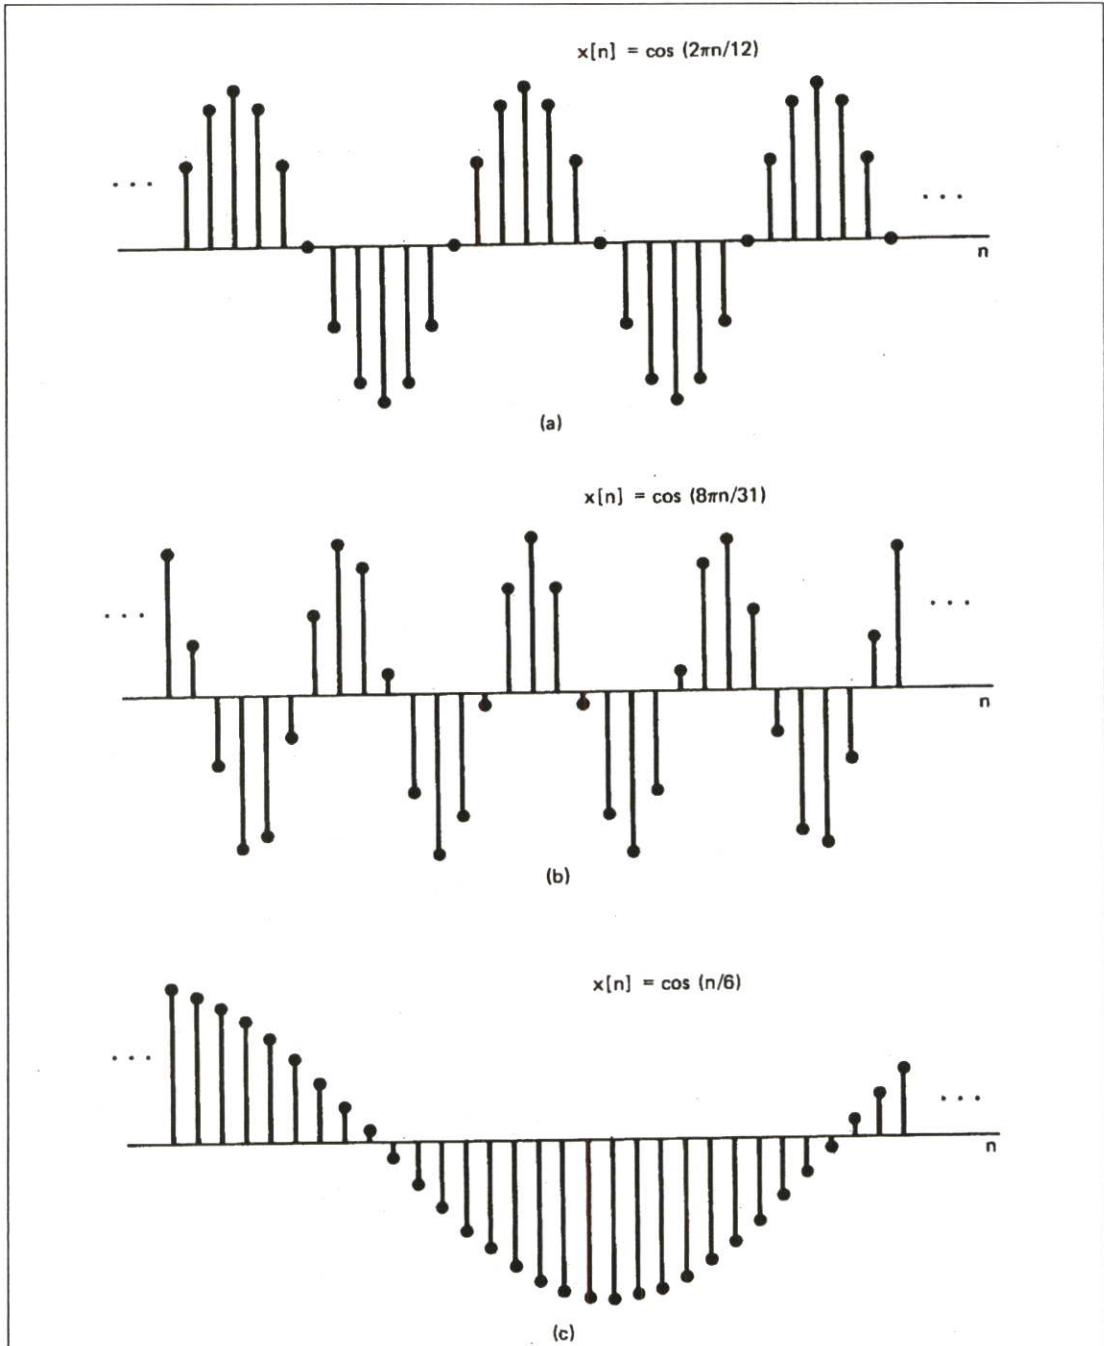 x[n] = cos (2πn/12)
. . .
. . .
n
(a)
x[n] = cos (8πn/31)
. . .
. . .
n
(b)
x[n] = cos (n/6)
. . .
. . .
n
(c)